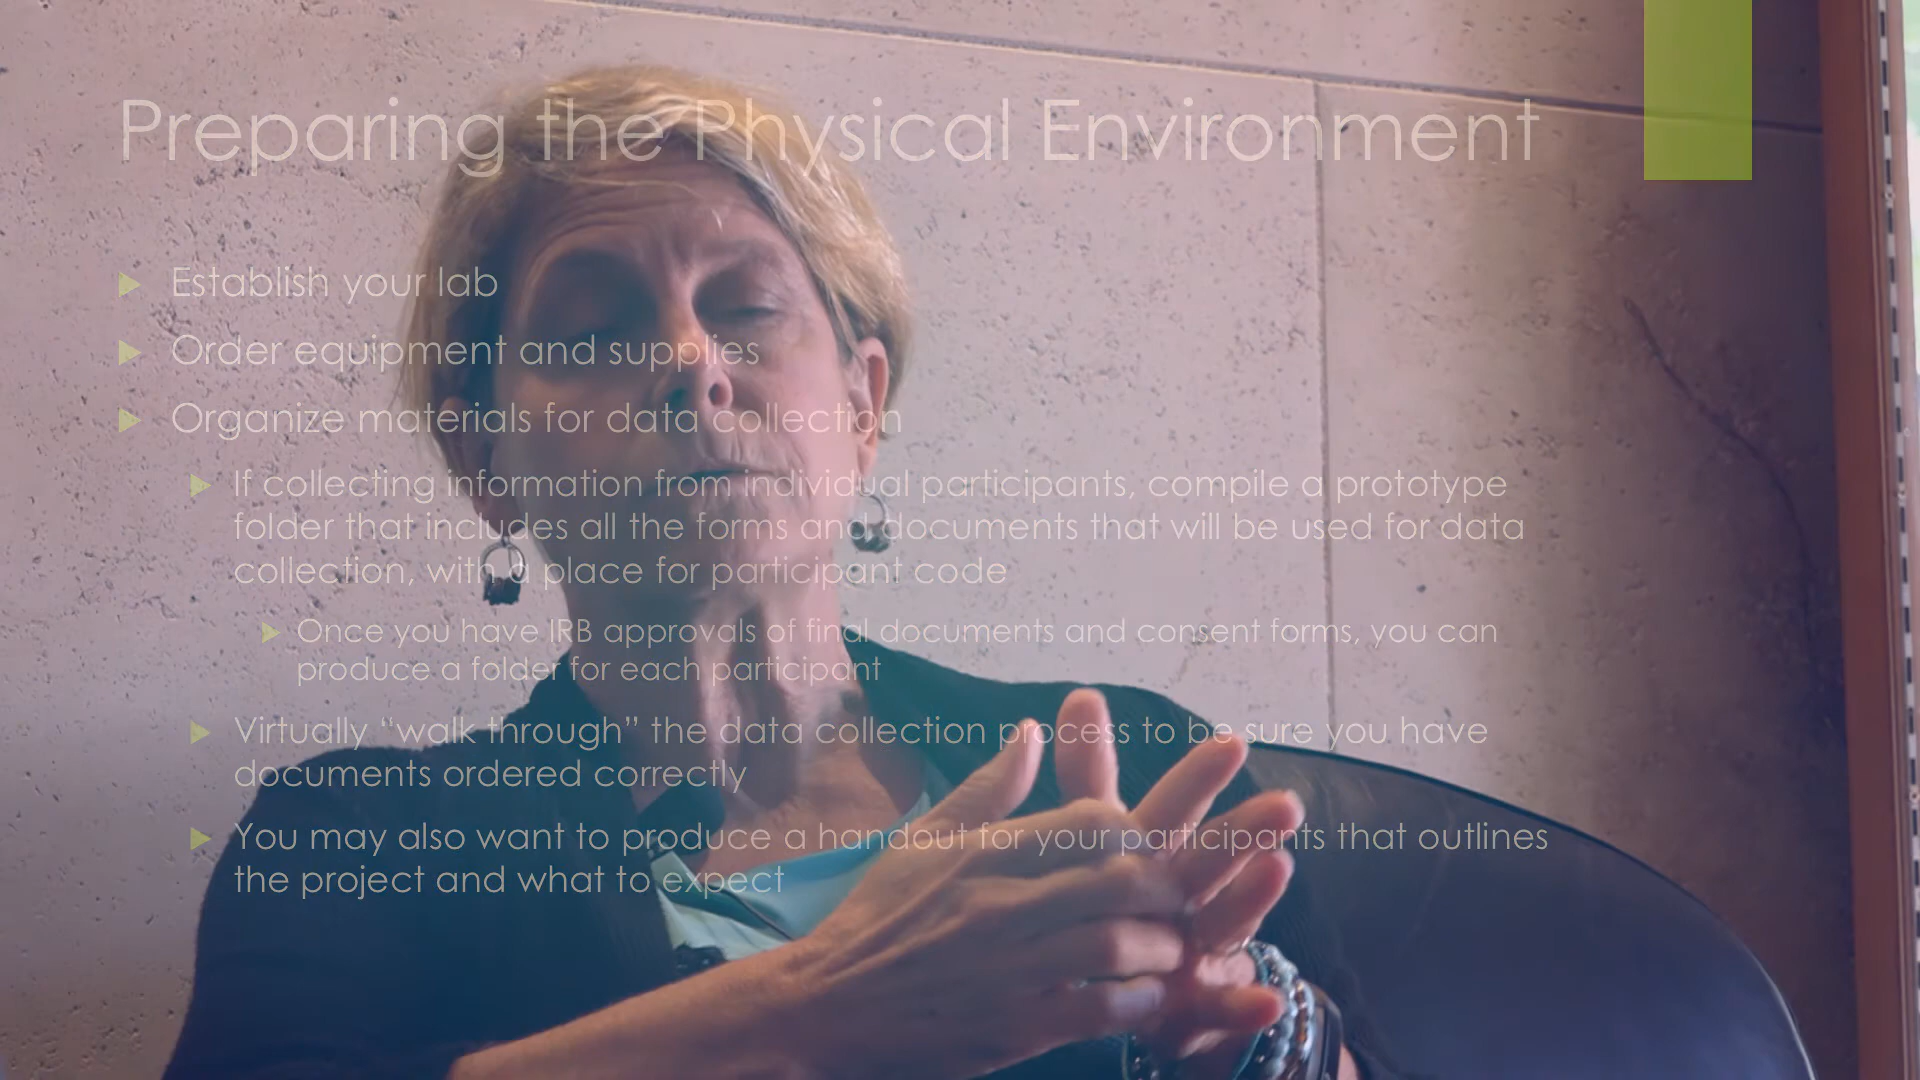 Preparing the Physical Environment
Establish your lab
Order equipment and supplies
Organize materials for data collection
If collecting information from individual participants, compile a prototype
folder that includes all the forms and documents that will be used for data
collection, with a place for participant code
Once you have IRB approvals of final documents and consent forms, you can
produce a folder for each participant
Virtually “walk through” the data collection process to be sure you have
documents ordered correctly
You may also want to produce a handout for your participants that outlines
the project and what to expect